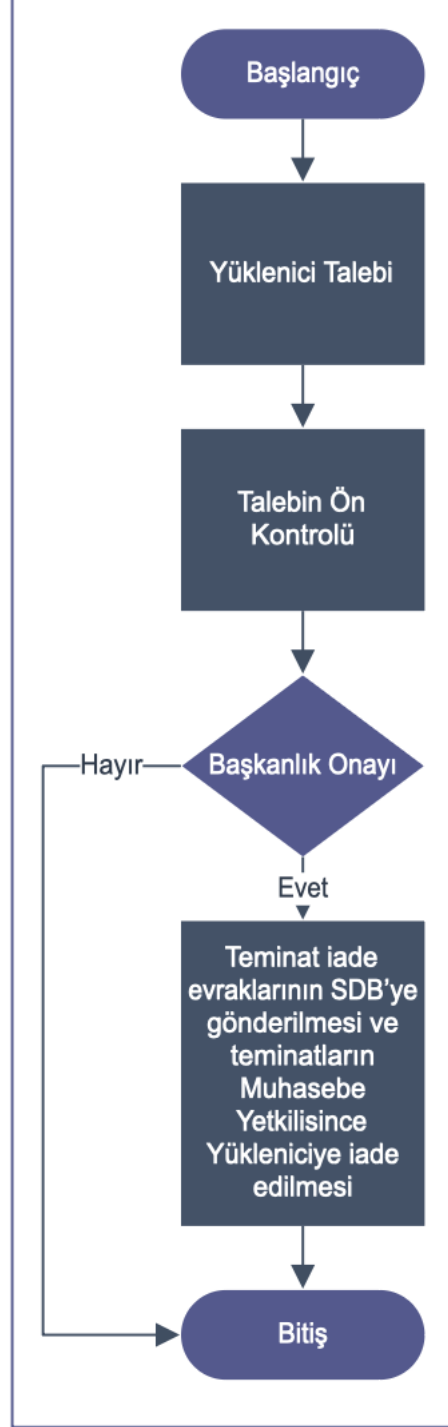 Başlangıç
Yüklenici Talebi
Talebin Ön
Kontrolü
Başkanlık Onayı
Hayır
Evet
Teminat iade
evraklarının SDB’ye
gönderilmesi ve
teminatların
Muhasebe
Yetkilisince
Yükleniciye iade
edilmesi
Bitiş